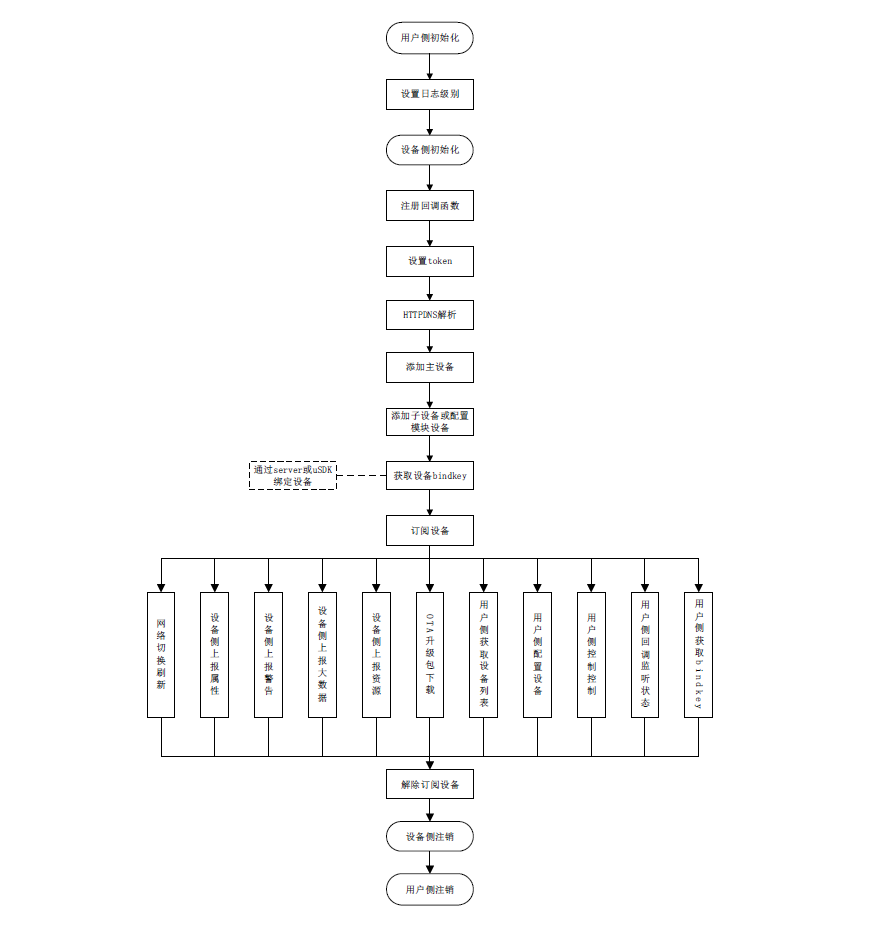 用户侧初始化
设置日志级别
设备侧初始化
注册回调函数
设置token
HTTPDNS解析
添加主设备
添加子设备或配置
模块设备
通过server或uSDK
绑定设备
获取设备bindkey
订阅设备
网络切换刷新
设备侧上报属性
设备侧上报警告
设备侧上报大数据
设备侧上报资源
OTA升级包下载
用户侧获取设备列表
用户侧配置设备
用户侧控制控制
用户侧回调监听状态
用户侧获取bindkey
解除订阅设备
设备侧注销
用户侧注销